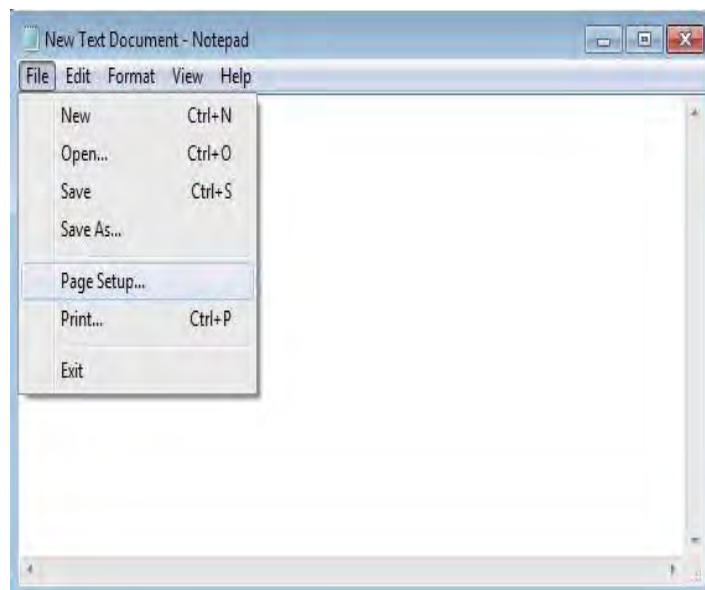 New Text Document - Notepad
File Edit Format View Help
New Ctrl+N
Open... Ctrl+O
Save Ctrl+S
Save As...
Page Setup...
Print... Ctrl+P
Exit